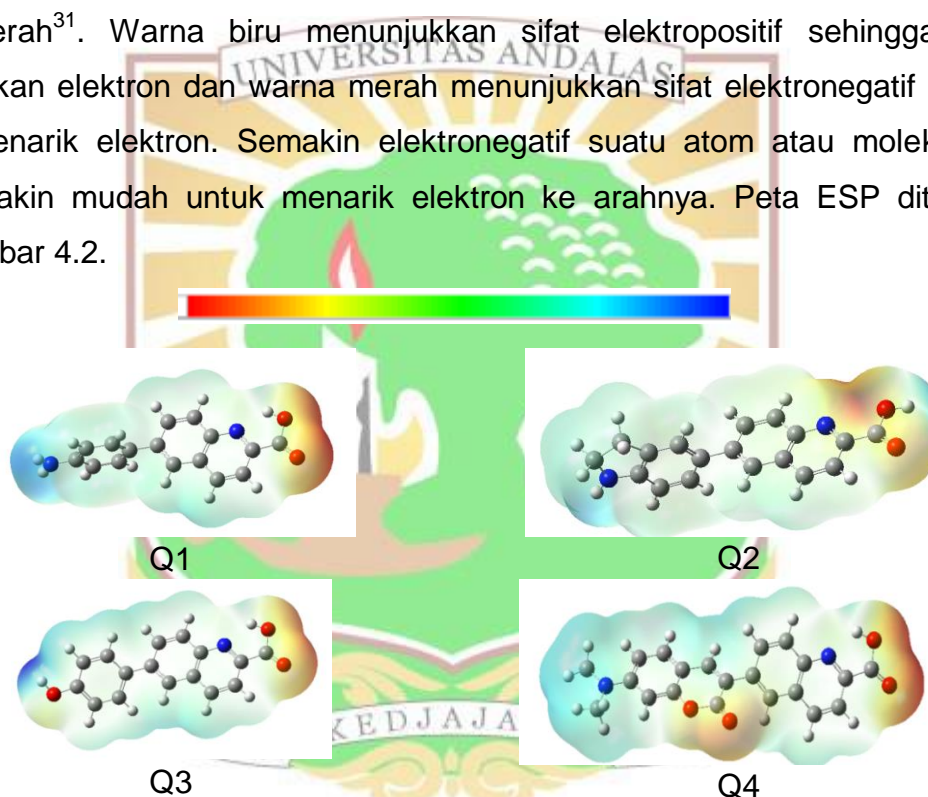 erah31. Warna biru menunjukkan sifat elektropositif sehingga
UNIVERSITAS ANDALAS
kan elektron dan warna merah menunjukkan sifat elektronegatif
enarik elektron. Semakin elektronegatif suatu atom atau molek
akin mudah untuk menarik elektron ke arahnya. Peta ESP dit
bar 4.2.
Q1
Q2
KEDJAJA
Q3
Q4